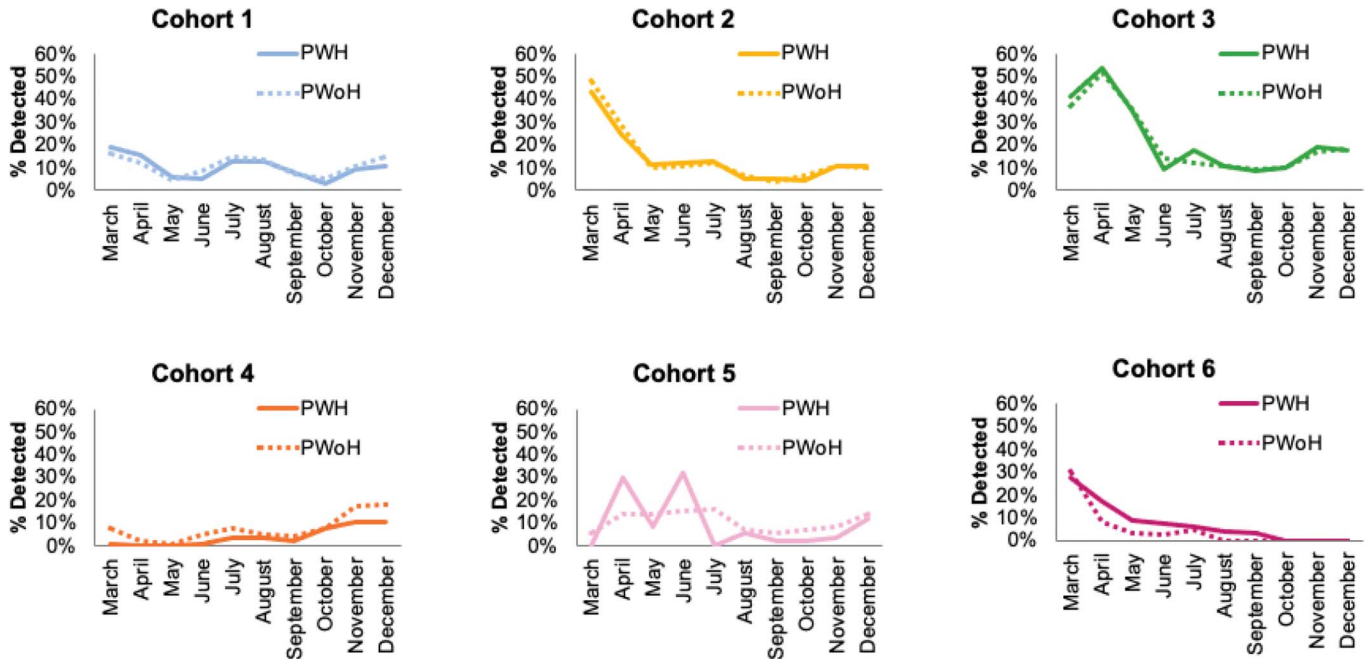 Cohort 1
% Detected
60%
50%
40%
30%
20%
10%
0%
PWH
PWoH
March
April
May
June
July
August
September
October
November
December
Cohort 2
% Detected
60%
50%
40%
30%
20%
10%
0%
PWH
PWoH
March
April
May
June
July
August
September
October
November
December
Cohort 3
% Detected
60%
50%
40%
30%
20%
10%
0%
PWH
PWoH
March
April
May
June
July
August
September
October
November
December
Cohort 4
% Detected
60%
50%
40%
30%
20%
10%
0%
PWH
PWoH
March
April
May
June
July
August
September
October
November
December
Cohort 5
% Detected
60%
50%
40%
30%
20%
10%
0%
PWH
PWoH
March
April
May
June
July
August
September
October
November
December
Cohort 6
% Detected
60%
50%
40%
30%
20%
10%
0%
PWH
PWoH
March
April
May
June
July
August
September
October
November
December